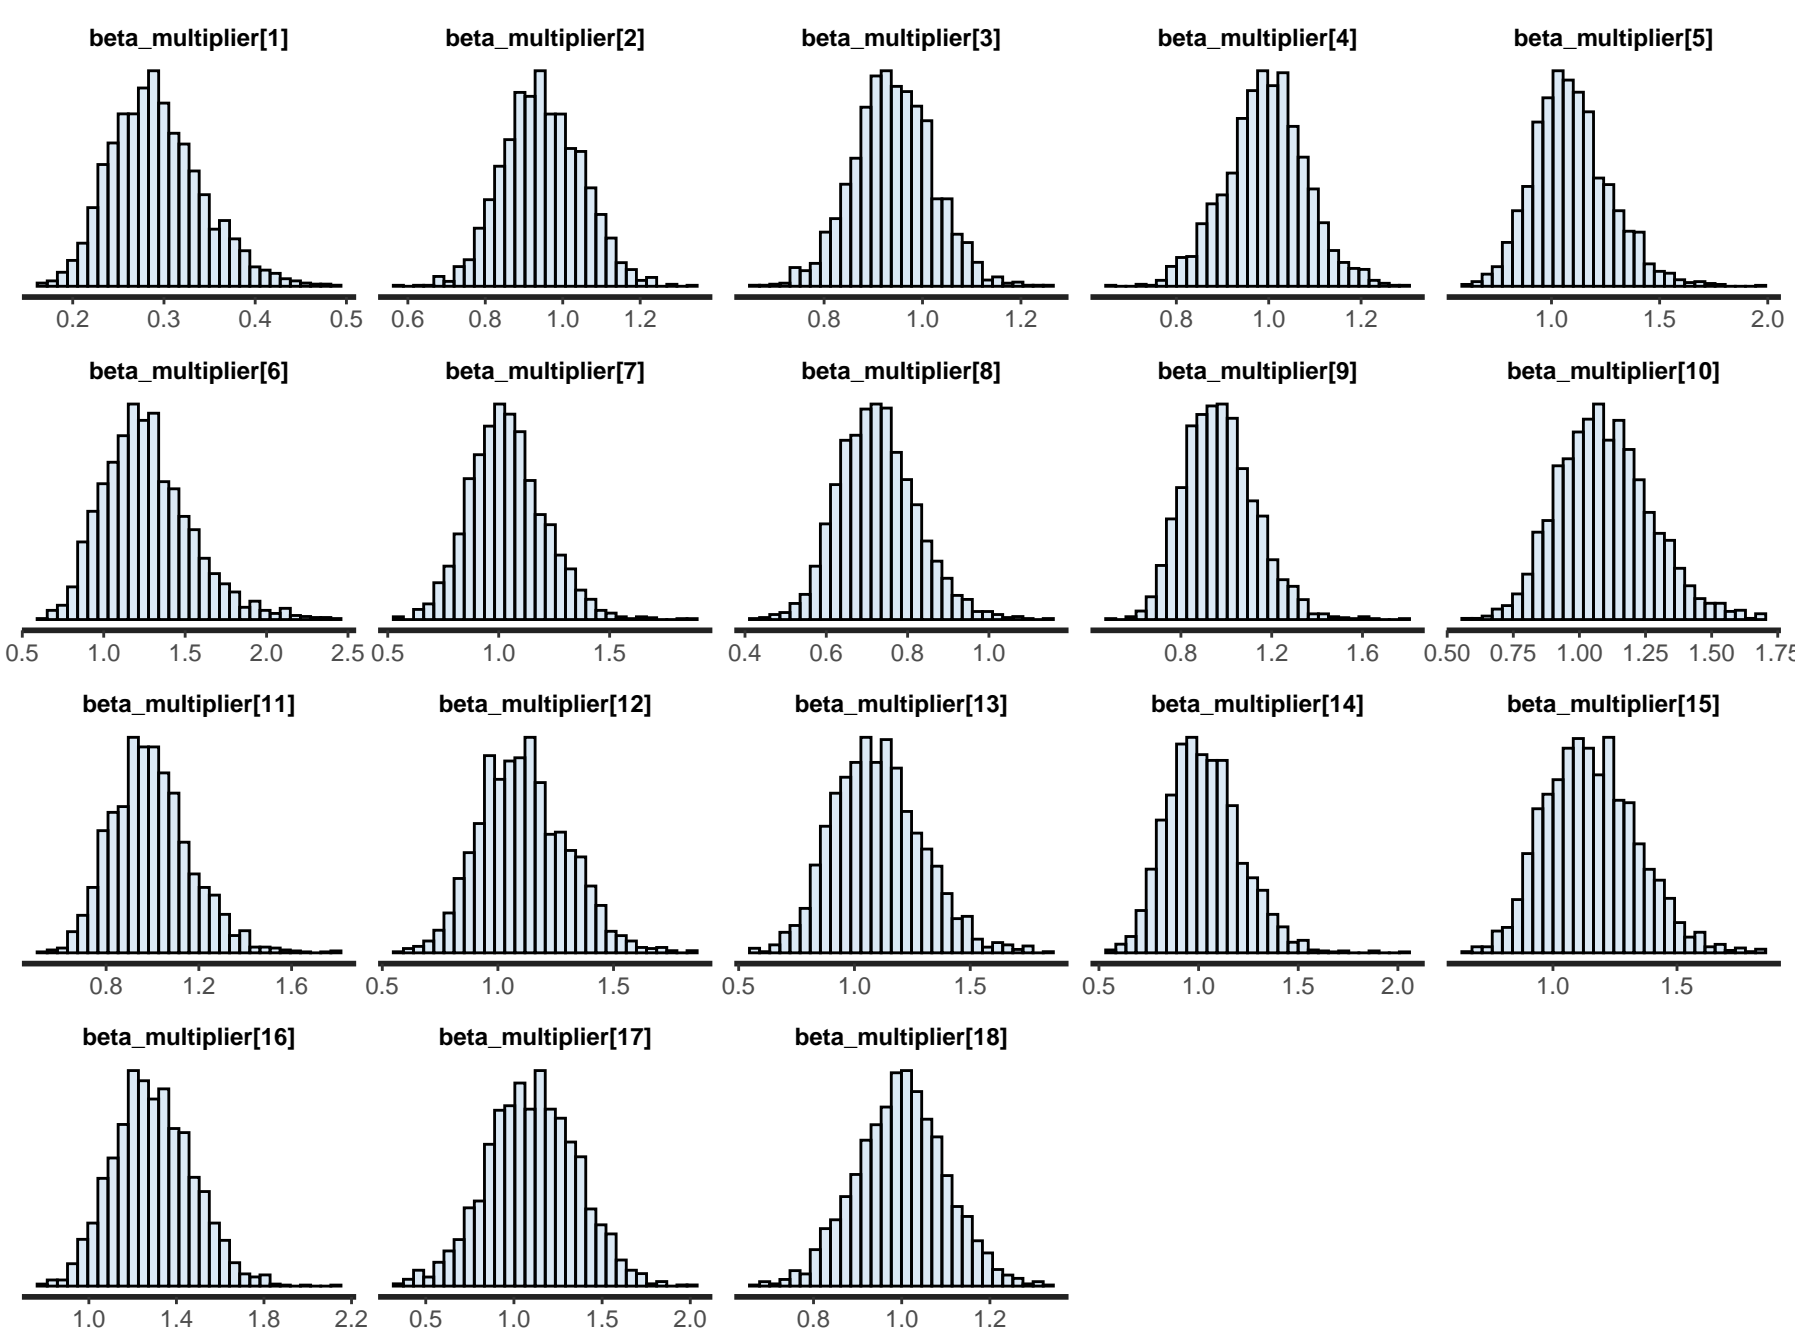 beta_multiplier[1] beta_multiplier[2] beta_multiplier[3] beta_multiplier[4] beta_multiplier[5]
0.2 0.3 0.4 0.5 0.6 0.8 1.0 1.2 0.8 1.0 1.2 0.8 1.0 1.2 1.0 1.5 2.0
beta_multiplier[6] beta_multiplier[7] beta_multiplier[8] beta_multiplier[9] beta_multiplier[10]
0.5 1.0 1.5 2.0 2.5 0.5 1.0 1.5 0.4 0.6 0.8 1.0 0.8 1.2 1.6 0.50 0.75 1.00 1.25 1.50 1.75
beta_multiplier[11] beta_multiplier[12] beta_multiplier[13] beta_multiplier[14] beta_multiplier[15]
0.8 1.2 1.6 0.5 1.0 1.5 0.5 1.0 1.5 0.5 1.0 1.5 2.0 1.0 1.5
beta_multiplier[16] beta_multiplier[17] beta_multiplier[18]
1.0 1.4 1.8 2.2 0.5 1.0 1.5 2.0 0.8 1.0 1.2